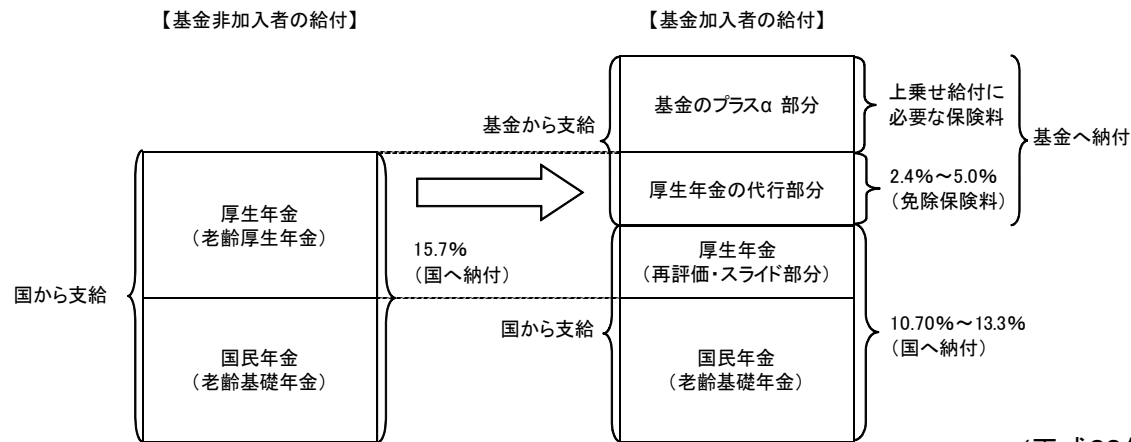 【基金非加入者の給付】
【基金加入者の給付】
基金のプラスα 部分
上乗せ給付に
必要な保険料
基金から支給
基金へ納付
厚生年金の代行部分
2.4%～5.0%
（免除保険料）
厚生年金
（老齢厚生年金）
15.7%
（国へ納付）
厚生年金
（再評価・スライド部分）
国から支給
国から支給
10.70%～13.3%
（国へ納付）
国民年金
（老齢基礎年金）
国民年金
（老齢基礎年金）